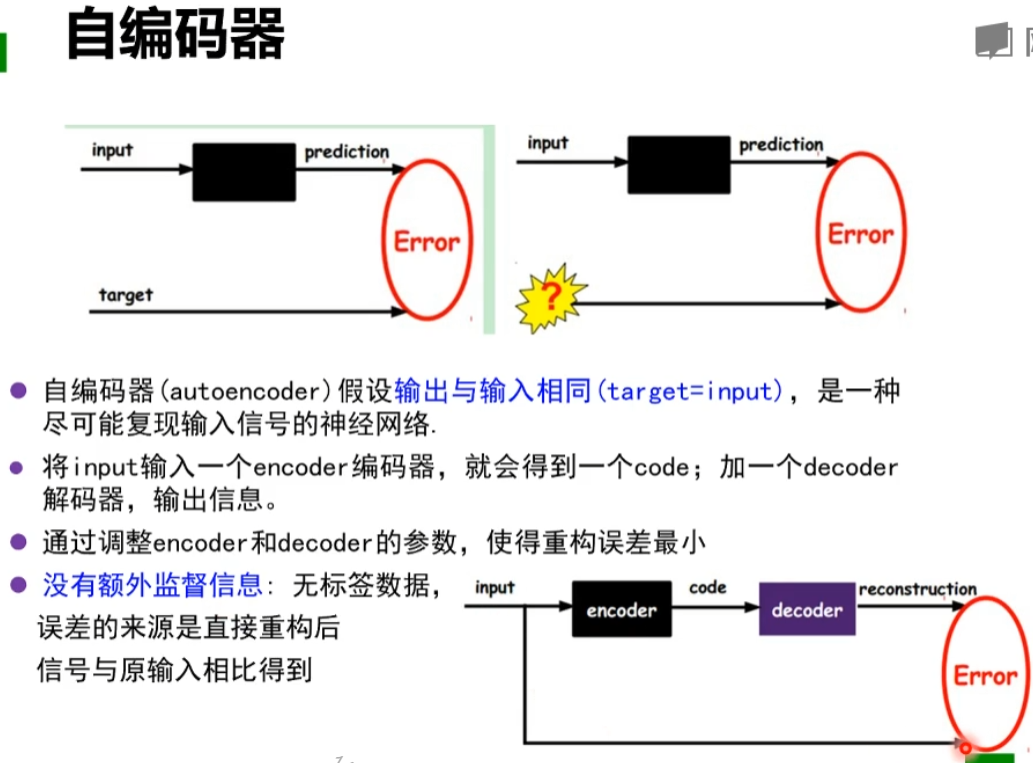 自编码器
input
prediction
Error
target
input
prediction
Error
?
自编码器(autoencoder)假设输出与输入相同(target=input), 是一种
尽可能复现输入信号的神经网络.
将input输入一个encoder编码器，就会得到一个code；加一个decoder
解码器，输出信息。
通过调整encoder和decoder的参数，使得重构误差最小
没有额外监督信息：无标签数据，
误差的来源是直接重构后
信号与原输入相比得到
input
encoder
code
decoder
reconstruction
Error